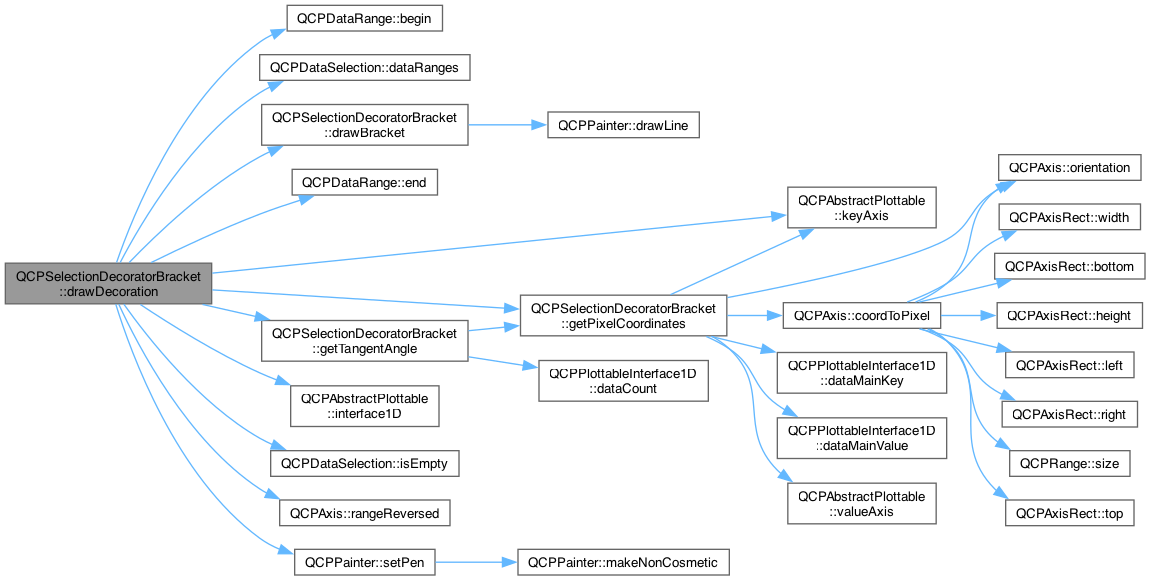 QCPSelectionDecoratorBracket
::drawDecoration
QCPDataRange::begin
QCPDataSelection::dataRanges
QCPSelectionDecoratorBracket
::drawBracket
QCPDataRange::end
QCPSelectionDecoratorBracket
::getTangentAngle
QCPAbstractPlottable
::interface1D
QCPDataSelection::isEmpty
QCPAxis::rangeReversed
QCPPainter::setPen
QCPPainter::drawLine
QCPSelectionDecoratorBracket
::getPixelCoordinates
QCPPlottableInterface1D
::dataCount
QCPPainter::makeNonCosmetic
QCPAbstractPlottable
::keyAxis
QCPAxis::coordToPixel
QCPPlottableInterface1D
::dataMainKey
QCPPlottableInterface1D
::dataMainValue
QCPAbstractPlottable
::valueAxis
QCPAxis::orientation
QCPAxisRect::width
QCPAxisRect::bottom
QCPAxisRect::height
QCPAxisRect::left
QCPAxisRect::right
QCPRange::size
QCPAxisRect::top